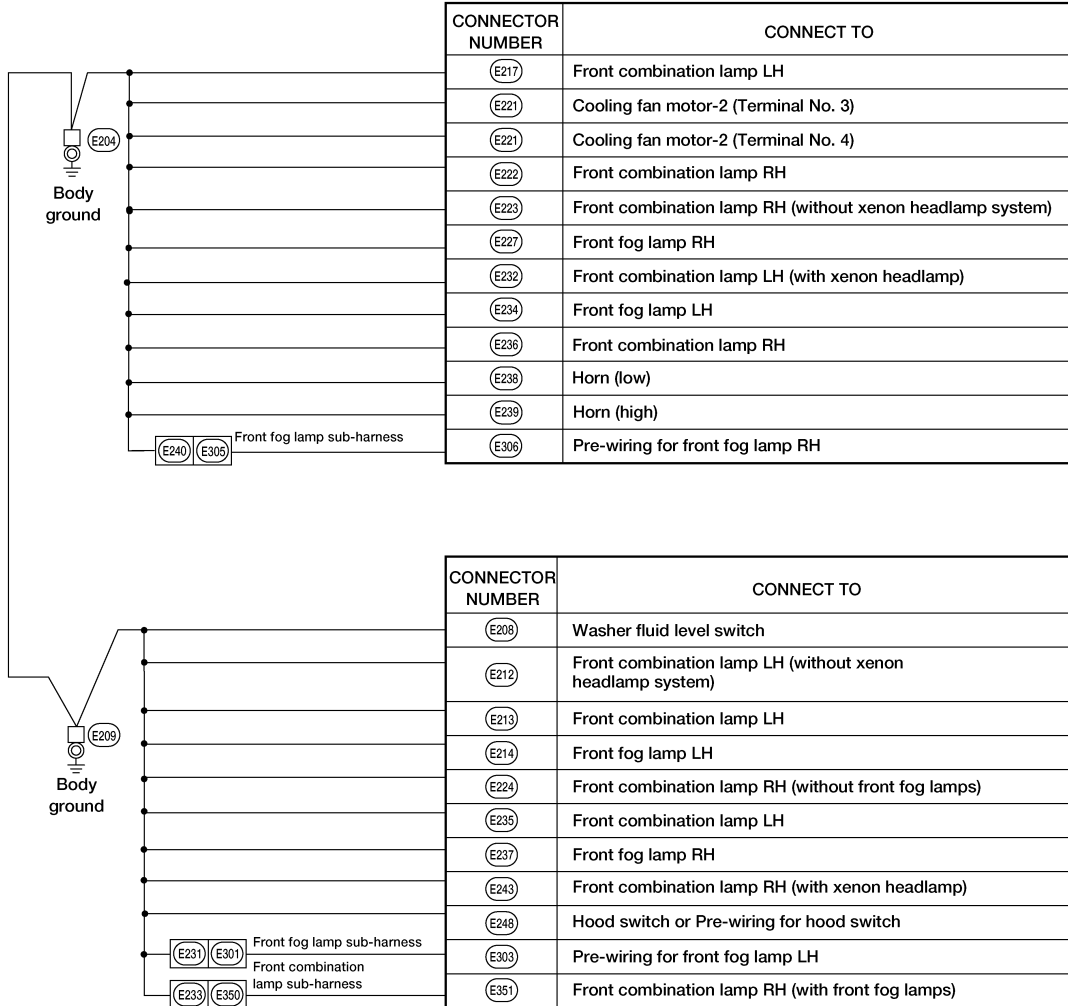 CONNECTOR
NUMBER
CONNECT TO
E217 Front combination lamp LH
E221 Cooling fan motor-2 (Terminal No. 3)
E204
E221 Cooling fan motor-2 (Terminal No. 4)
E222 Front combination lamp RH
Body
ground
E223 Front combination lamp RH (without xenon headlamp system)
E227 Front fog lamp RH
E232 Front combination lamp LH (with xenon headlamp)
E234 Front fog lamp LH
E236 Front combination lamp RH
E238 Horn (low)
E239 Horn (high)
E240 E305 Front fog lamp sub-harness
E306 Pre-wiring for front fog lamp RH
CONNECTOR
NUMBER
CONNECT TO
E208 Washer fluid level switch
E212 Front combination lamp LH (without xenon
headlamp system)
E213 Front combination lamp LH
E209
E214 Front fog lamp LH
Body
ground
E224 Front combination lamp RH (without front fog lamps)
E235 Front combination lamp LH
E237 Front fog lamp RH
E243 Front combination lamp RH (with xenon headlamp)
E248 Hood switch or Pre-wiring for hood switch
E231 E301 Front fog lamp sub-harness
E303 Pre-wiring for front fog lamp LH
Front combination
lamp sub-harness
E233 E350
E351 Front combination lamp RH (with front fog lamps)